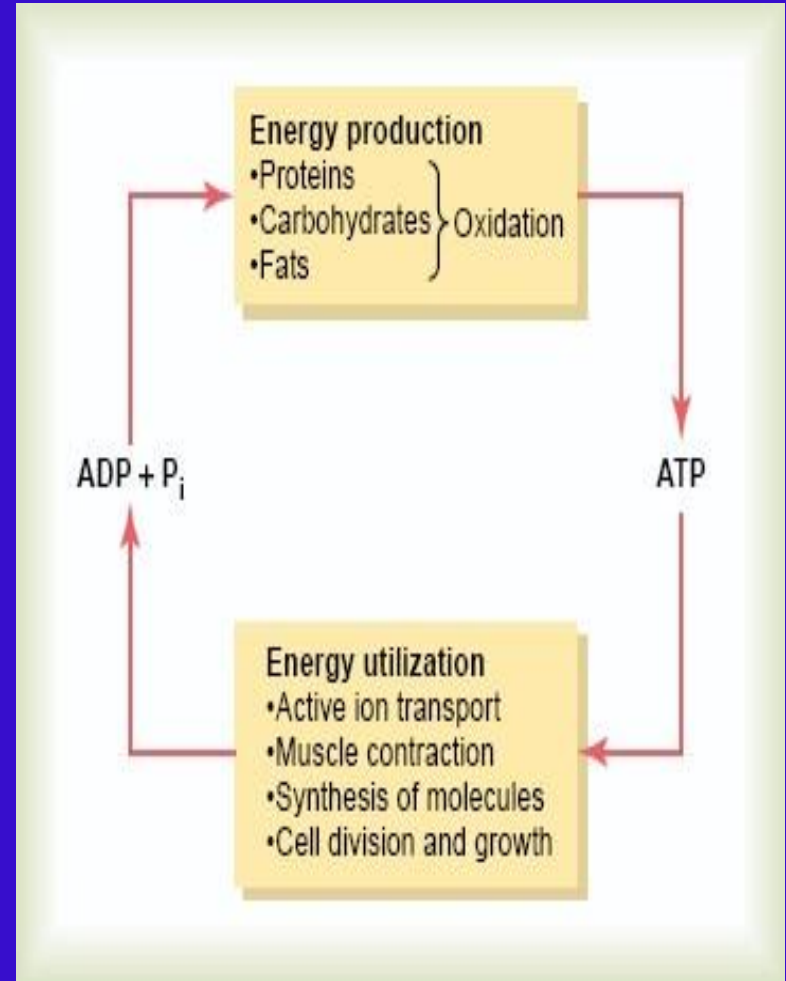 Energy production
•Proteins
•Carbohydrates } Oxidation
•Fats
ADP + Pi
ATP
Energy utilization
•Active ion transport
•Muscle contraction
•Synthesis of molecules
•Cell division and growth